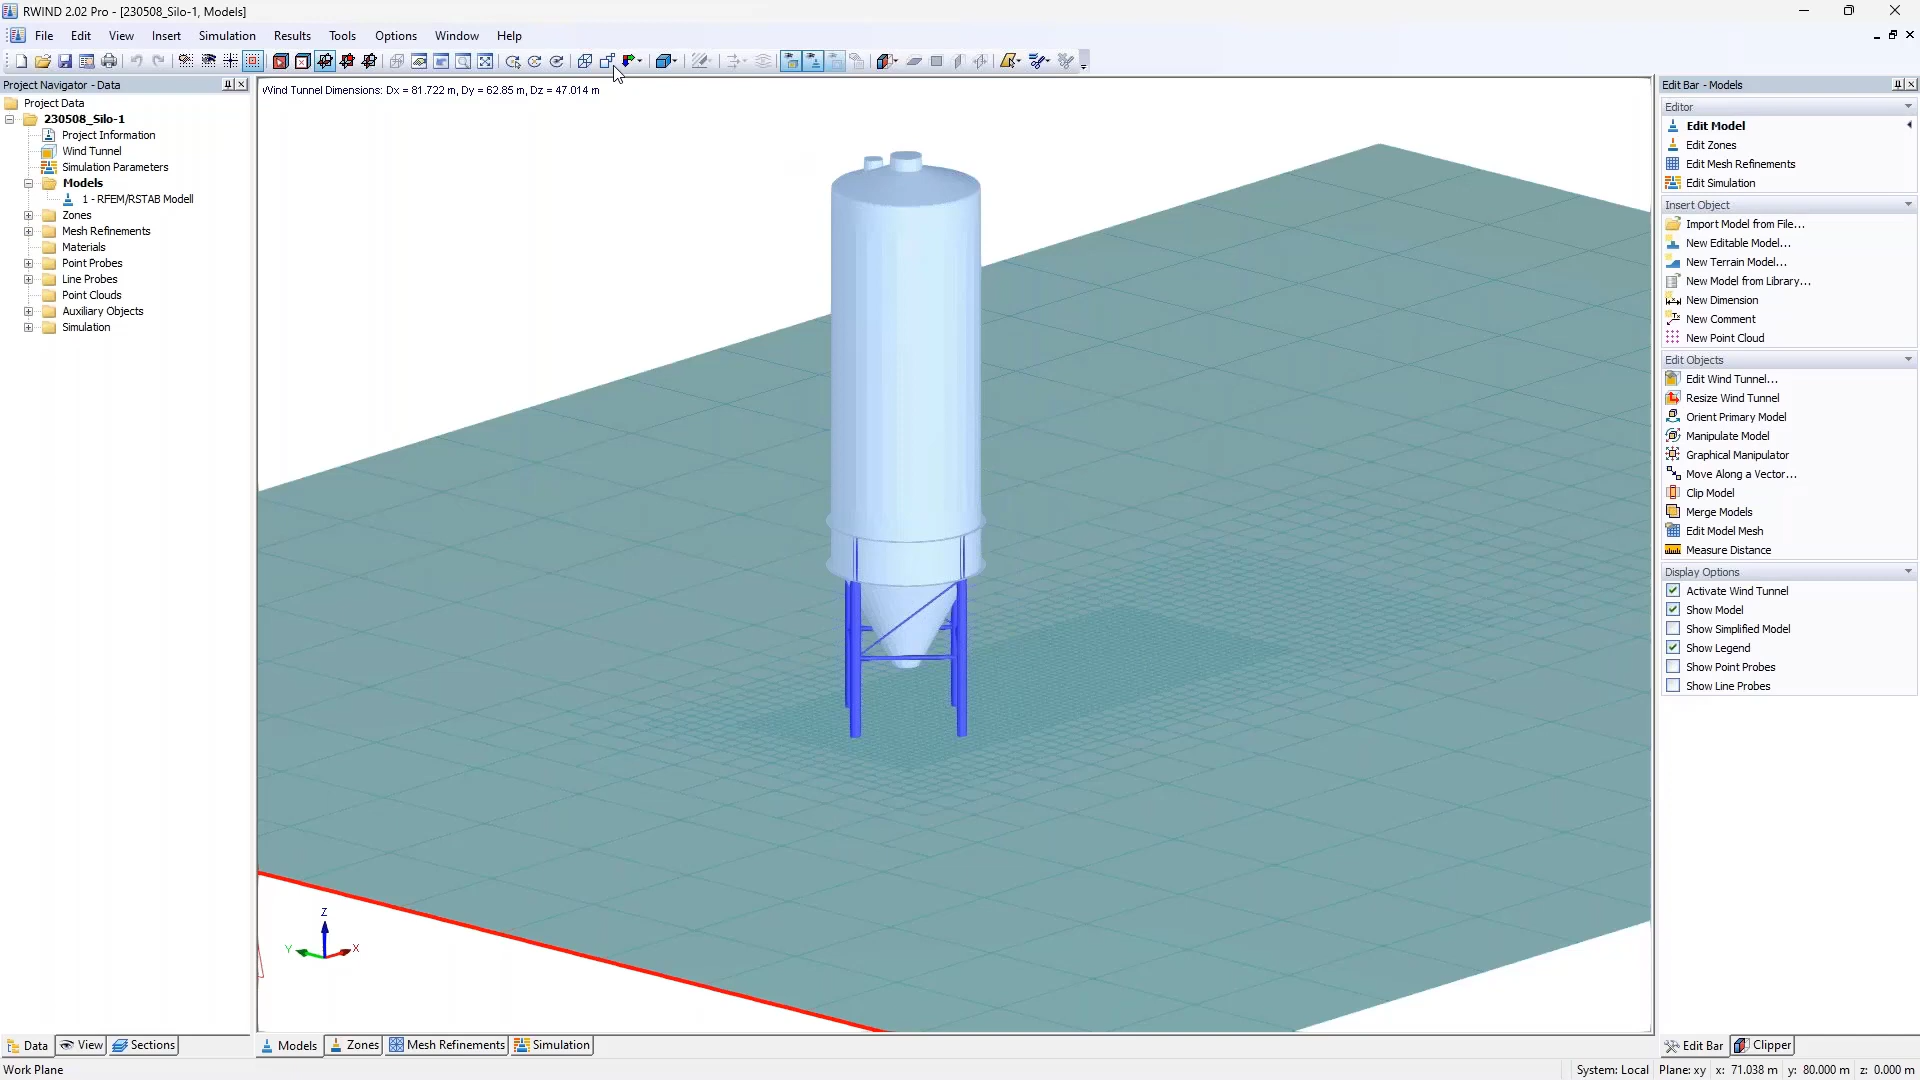 RWIND 2.02 Pro - [230508_Silo-1, Models]
File Edit View Insert Simulation Results Tools Options Window Help
Project Navigator - Data
Project Data
230508_Silo-1
Project Information
Wind Tunnel
Simulation Parameters
Models
1 - RFEM/RSTAB Modell
Zones
Mesh Refinements
Materials
Point Probes
Line Probes
Point Clouds
Auxiliary Objects
Simulation
Wind Tunnel Dimensions: Dx = 81.722 m, Dy = 62.85 m, Dz = 47.014 m
Z
Y
X
Edit Bar - Models
Editor
Edit Model
Edit Zones
Edit Mesh Refinements
Edit Simulation
Insert Object
Import Model from File...
New Editable Model...
New Terrain Model...
New Model from Library...
New Dimension
New Comment
New Point Cloud
Edit Objects
Edit Wind Tunnel...
Resize Wind Tunnel
Orient Primary Model
Manipulate Model
Graphical Manipulator
Move Along a Vector...
Clip Model
Merge Models
Edit Model Mesh
Measure Distance
Display Options
Activate Wind Tunnel
Show Model
Show Simplified Model
Show Legend
Show Point Probes
Show Line Probes
Data View Sections
Models Zones Mesh Refinements Simulation
Edit Bar Clipper
Work Plane
System: Local Plane: xy x: 71.038 m y: 80.000 m z: 0.000 m